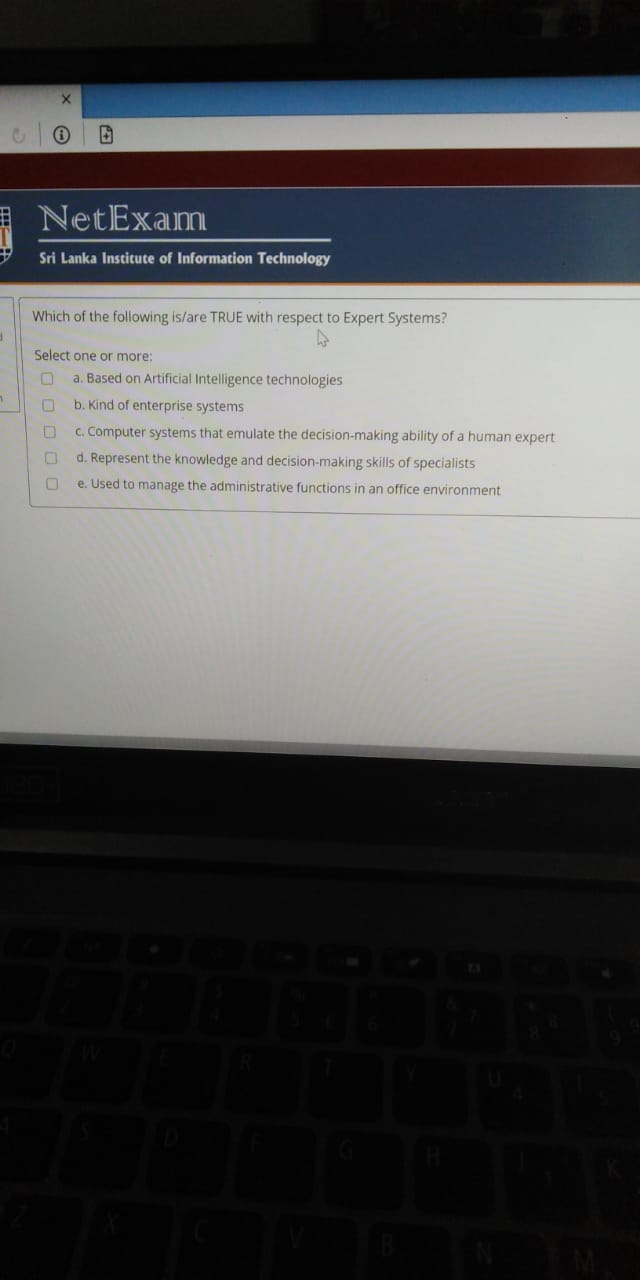 NetExam
Sri Lanka Institute of Information Technology
Which of the following is/are TRUE with respect to Expert Systems?
Select one or more:
a. Based on Artificial Intelligence technologies
b. Kind of enterprise systems
c. Computer systems that emulate the decision-making ability of a human expert
d. Represent the knowledge and decision-making skills of specialists
e. Used to manage the administrative functions in an office environment
Q W E R T Y U I
A S D F G H J K
Z X C V B N M